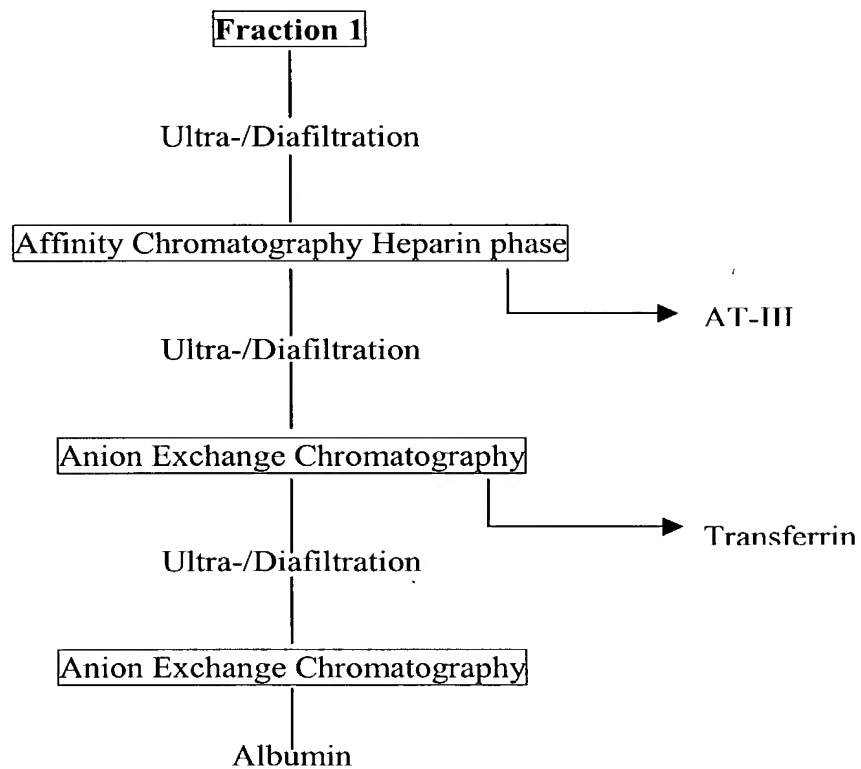 Fraction 1
Ultra-/Diafiltration
Affinity Chromatography Heparin phase
AT-III
Ultra-/Diafiltration
Anion Exchange Chromatography
Transferrin
Ultra-/Diafiltration
Anion Exchange Chromatography
Albumin